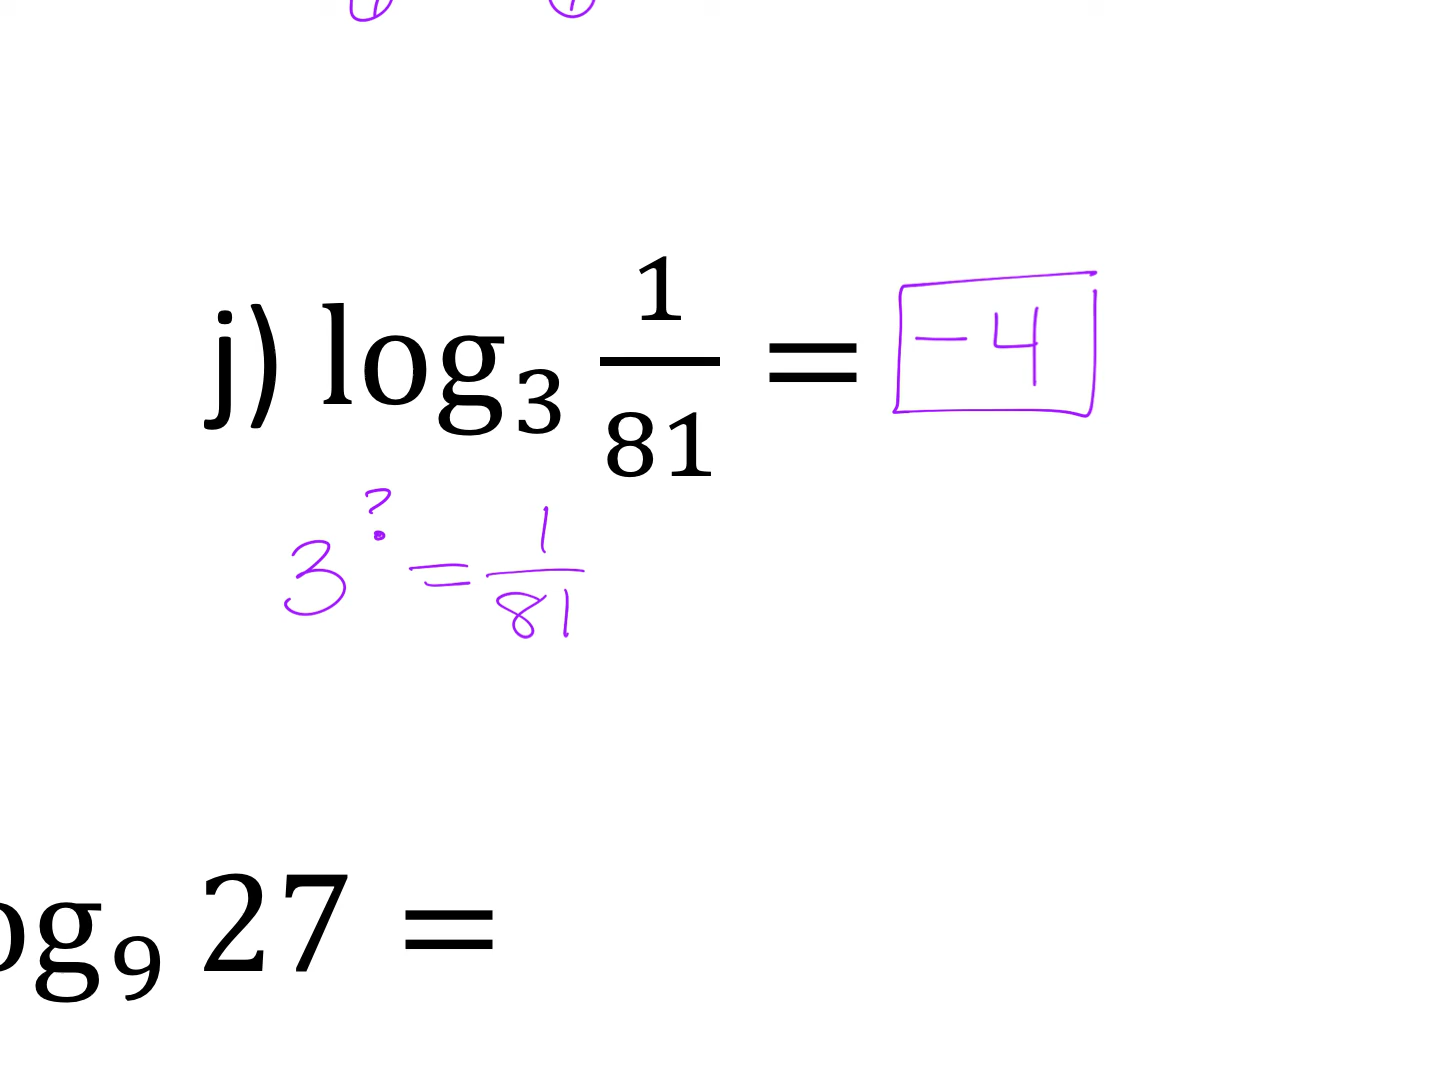 j) log₃ 1/81 = -4
3^? = 1/81
og₉ 27 =